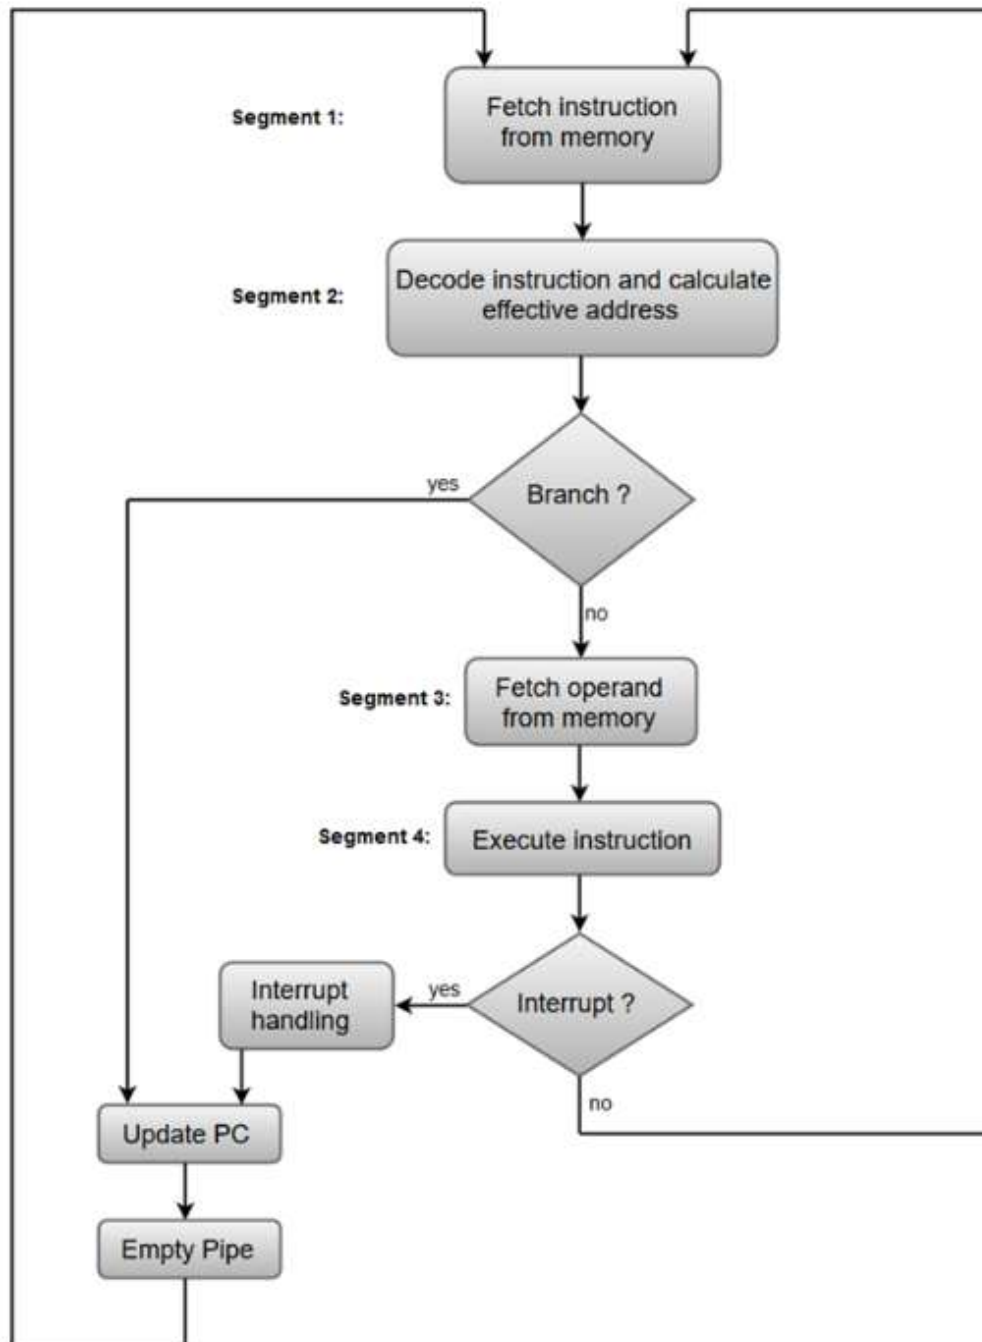 Segment 1:
Fetch instruction
from memory
Segment 2:
Decode instruction and calculate
effective address
Branch ?
yes
no
Segment 3:
Fetch operand
from memory
Segment 4:
Execute instruction
Interrupt ?
yes
Interrupt
handling
no
Update PC
Empty Pipe